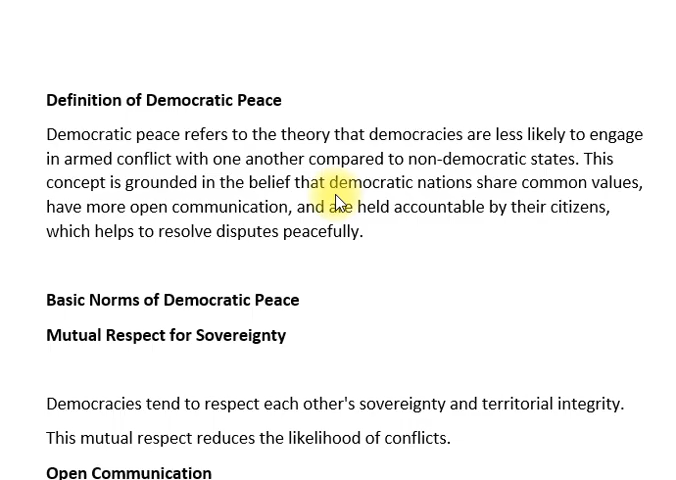 Definition of Democratic Peace
Democratic peace refers to the theory that democracies are less likely to engage
in armed conflict with one another compared to non-democratic states. This
concept is grounded in the belief that democratic nations share common values,
have more open communication, and are held accountable by their citizens,
which helps to resolve disputes peacefully.
Basic Norms of Democratic Peace
Mutual Respect for Sovereignty
Democracies tend to respect each other's sovereignty and territorial integrity.
This mutual respect reduces the likelihood of conflicts.
Open Communication